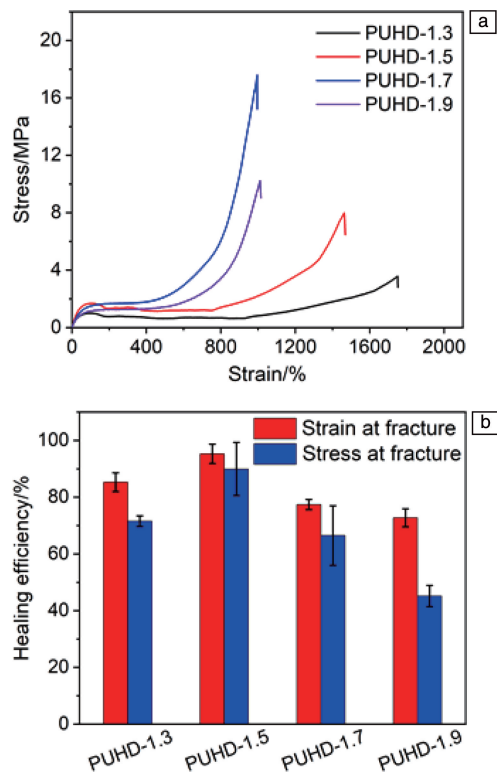 a
PUHD-1.3
PUHD-1.5
PUHD-1.7
PUHD-1.9
20
16
12
8
4
0
Stress/MPa
0 400 800 1200 1600 2000
Strain/%
b
Strain at fracture
Stress at fracture
100
80
60
40
20
0
Healing efficiency/%
PUHD-1.3 PUHD-1.5 PUHD-1.7 PUHD-1.9